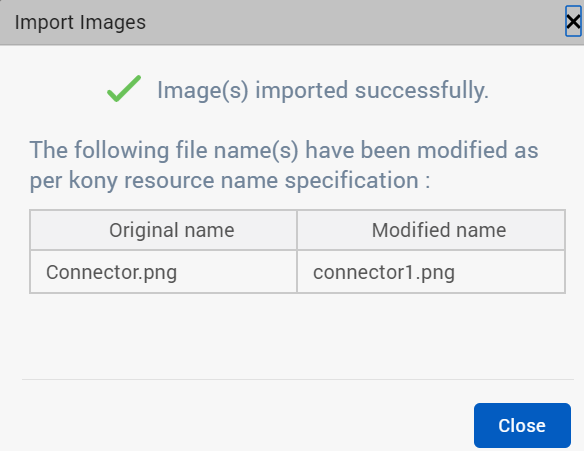 Import Images
Image(s) imported successfully.
The following file name(s) have been modified as
per kony resource name specification :
Original name Modified name
Connector.png connector1.png
Close